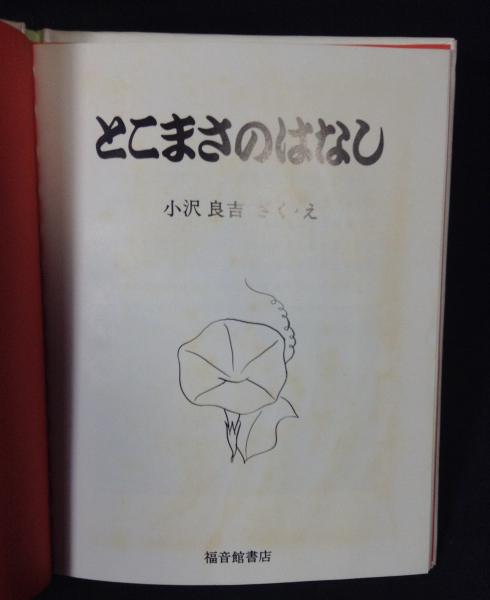 とこまさのはなし
小沢 良吉 さく・え
福音館書店